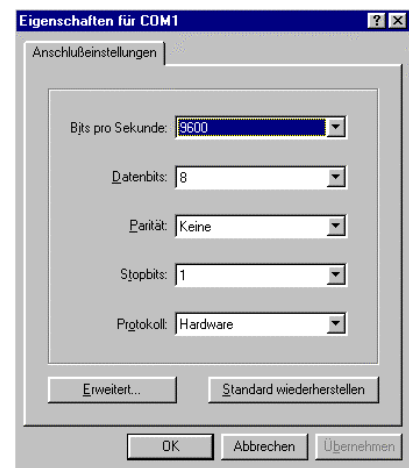 Eigenschaften für COM1
Anschlußeinstellungen
Bits pro Sekunde: 9600
Datenbits: 8
Parität: Keine
Stopbits: 1
Protokoll: Hardware
Erweitert... Standard wiederherstellen
OK Abbrechen Übernehmen